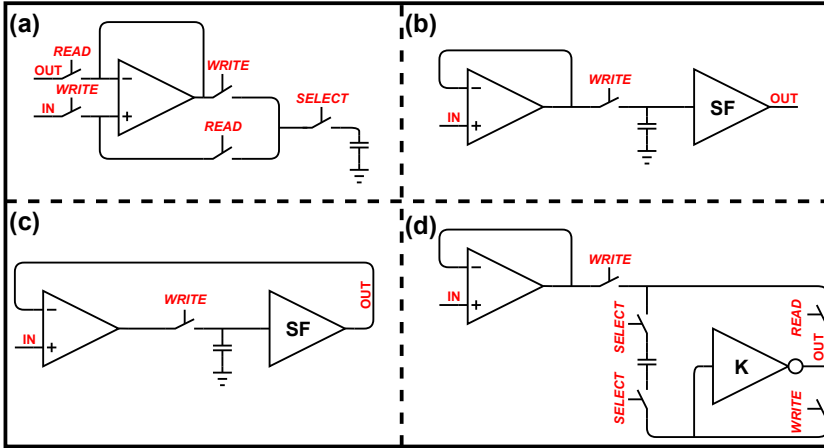 (a)
READ
OUT
−
WRITE
WRITE
IN
+
SELECT
READ
(b)
−
IN
+
WRITE
SF
OUT
(c)
−
IN
+
WRITE
SF
OUT
(d)
−
IN
+
WRITE
SELECT
SELECT
K
READ
OUT
WRITE